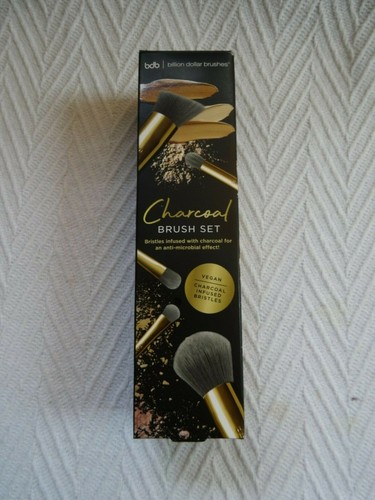 bdb | billion dollar brushes®
Charcoal
BRUSH SET
Bristles infused with charcoal for
an anti-microbial effect!
VEGAN
CHARCOAL
INFUSED
BRISTLES